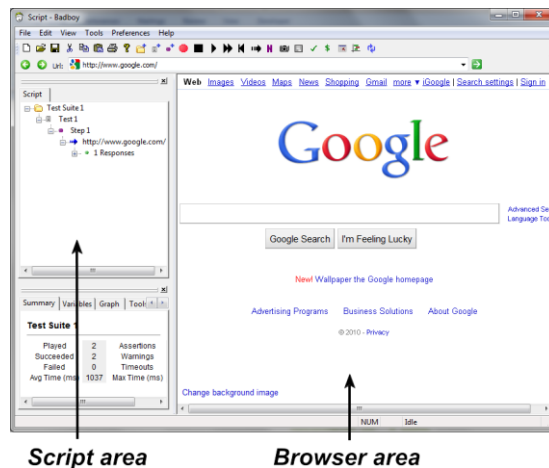 Script - Badboy
File Edit View Tools Preferences Help
Url: http://www.google.com/
Script
Test Suite 1
Test 1
Step 1
http://www.google.com/
1 Responses
Summary Variables Graph Tools
Test Suite 1
Played 2 Assertions
Succeeded 2 Warnings
Failed 0 Timeouts
Avg Time (ms) 1037 Max Time (ms)
Web Images Videos Maps News Shopping Gmail more ▼ iGoogle | Search settings | Sign in
Google
Advanced Se
Language Too
Google Search I'm Feeling Lucky
New! Wallpaper the Google homepage
Advertising Programs Business Solutions About Google
© 2010 - Privacy
Change background image
NUM Idle
Script area Browser area